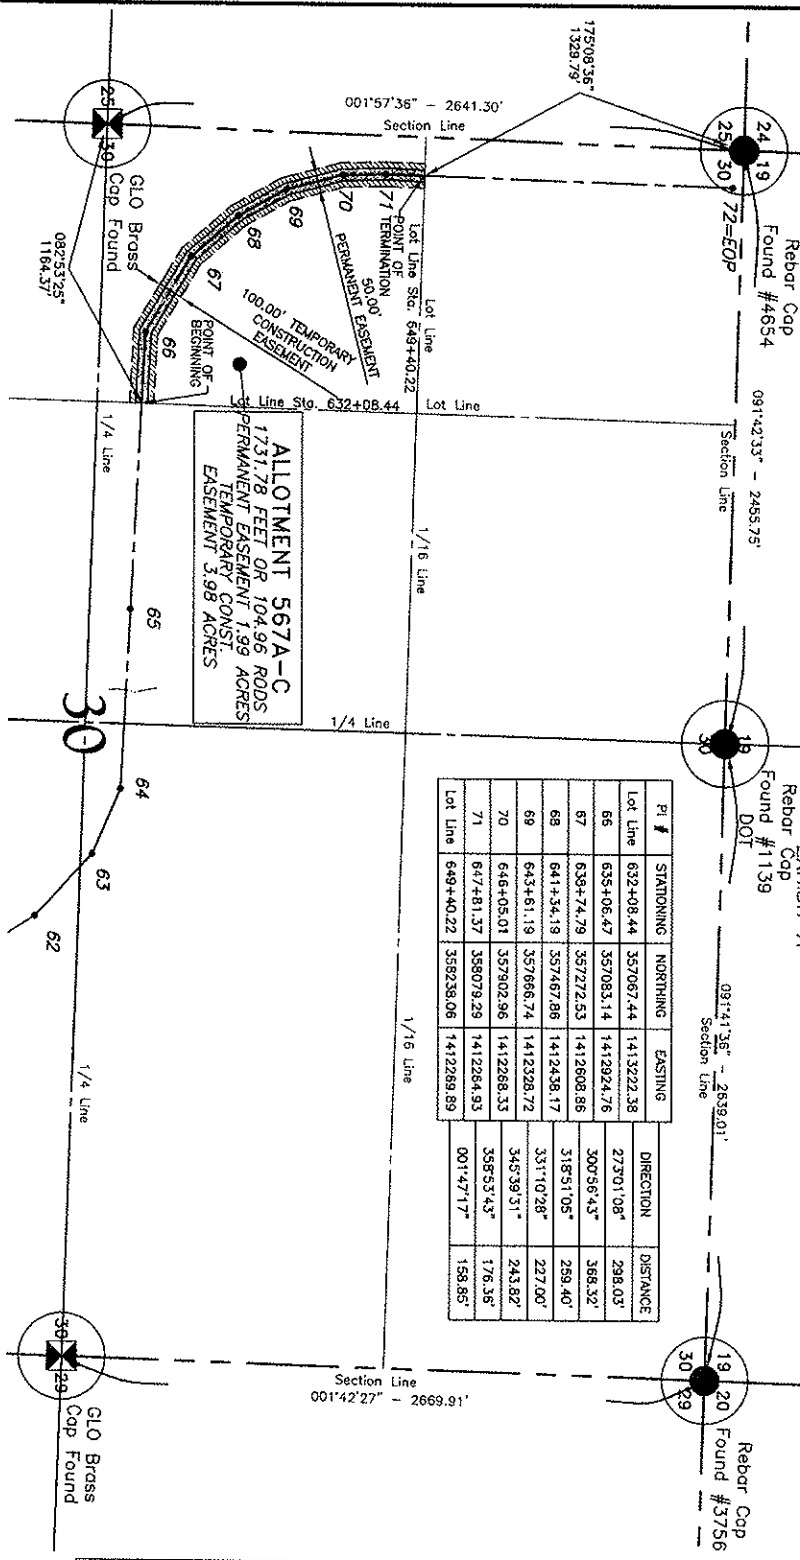 Rebar Cap
Found #4654
24 19
25 30
72=EOP
175°08'36"
1329.79'
001°57'36" - 2641.30'
Section Line
091°42'33" - 2455.75'
Section Line
Rebar Cap
Found #1139
DOT
19
30
091°41'36" - 2639.01'
Section Line
19 20
30 29
Rebar Cap
Found #3756
Lot Line
Lot Line Sta. 649+40.22
POINT OF
TERMINATION
71
70
69
68
67
66
50.00'
PERMANENT EASEMENT
100.00' TEMPORARY
CONSTRUCTION
EASEMENT
POINT OF
BEGINNING
Lot Line Sta. 632+08.44
Lot Line
25 30
GLO Brass
Cap Found
082°53'25"
1164.37'
1/4 Line
1/16 Line
1/4 Line
1/16 Line
ALLOTMENT 567A-C
1731.78 FEET OR 104.96 RODS
PERMANENT EASEMENT 1.99 ACRES
TEMPORARY CONST.
EASEMENT 3.98 ACRES
PI # STATIONING NORTHING EASTING DIRECTION DISTANCE
Lot Line 632+08.44 357067.44 1413222.38
273°01'08" 298.03'
66 635+06.47 357083.14 1412924.76
300°56'43" 368.32'
67 638+74.79 357272.53 1412608.86
318°51'05" 259.40'
68 641+34.19 357467.86 1412438.17
331°10'28" 227.00'
69 643+61.19 357666.74 1412328.72
345°39'31" 243.82'
70 646+05.01 357902.96 1412268.33
358°53'43" 176.36'
71 647+81.37 358079.29 1412264.93
001°47'17" 158.85'
Lot Line 649+40.22 358238.06 1412269.89
65
30
64
63
62
1/4 Line
Section Line
001°42'27" - 2669.91'
30 29
GLO Brass
Cap Found